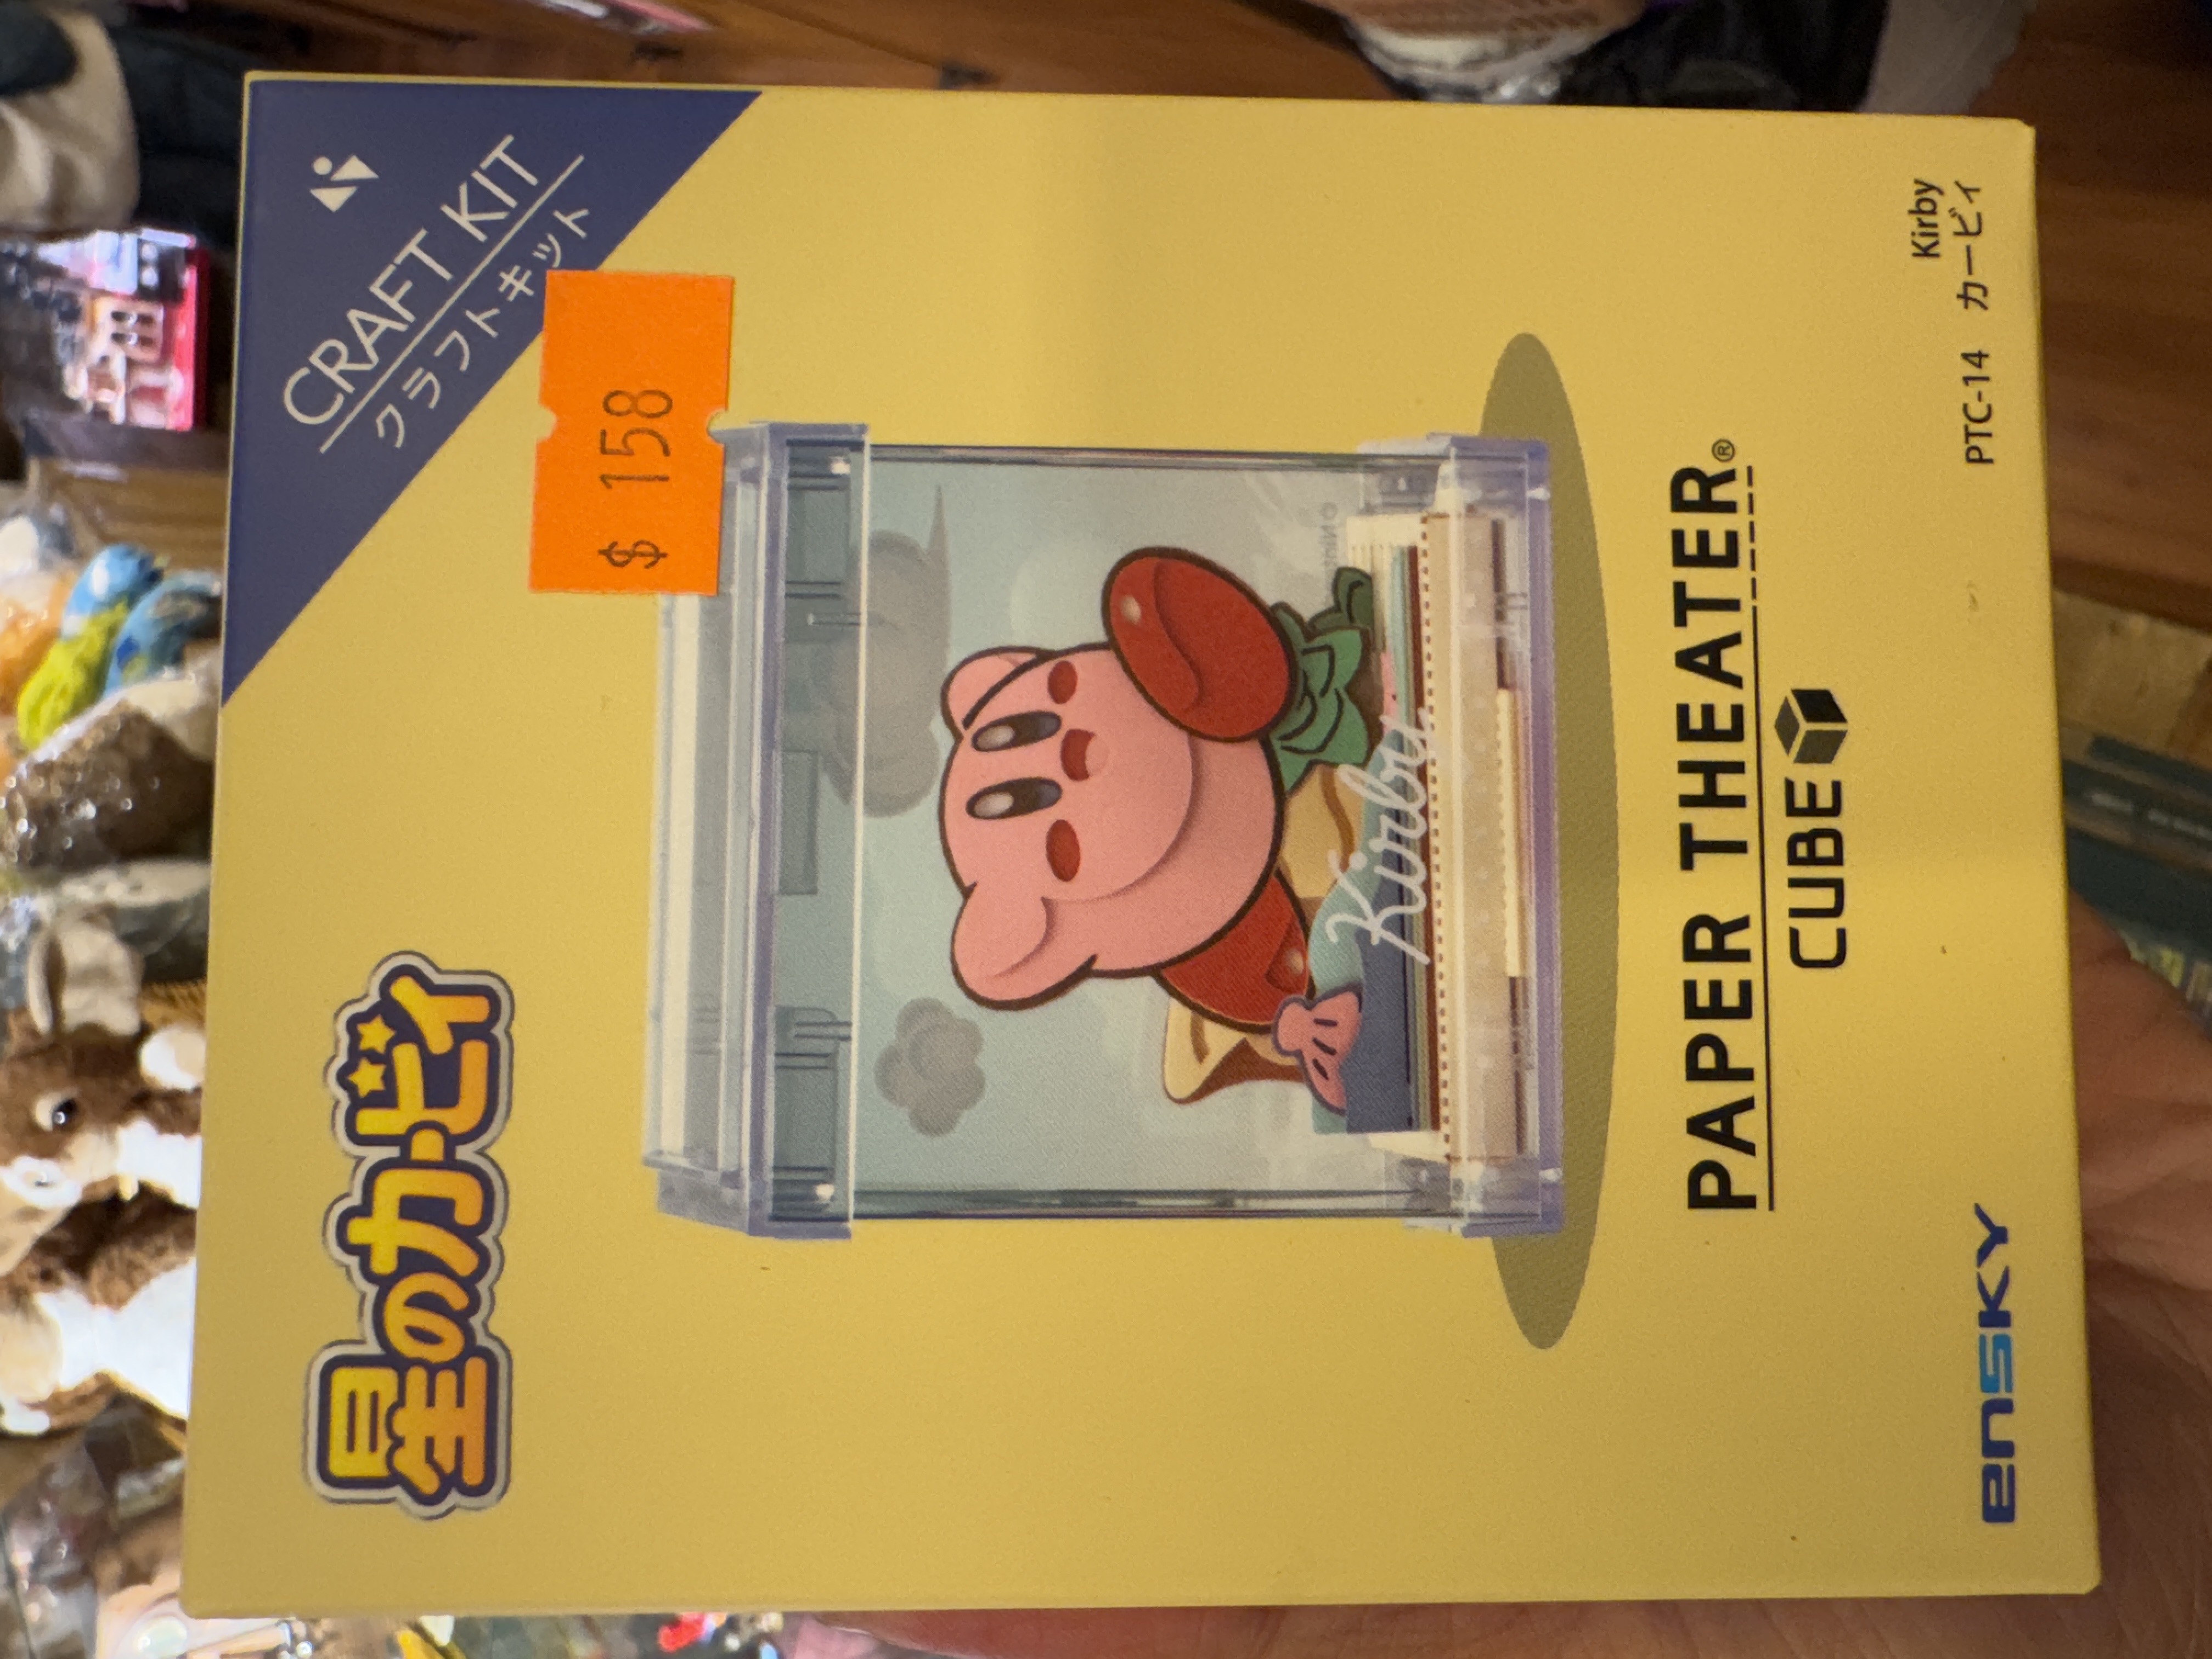 星のカービィ
CRAFT KIT
クラフトキット
$ 158
Kirby
PAPER THEATER®
CUBE
ensky
Kirby
PTC-14 カービィ